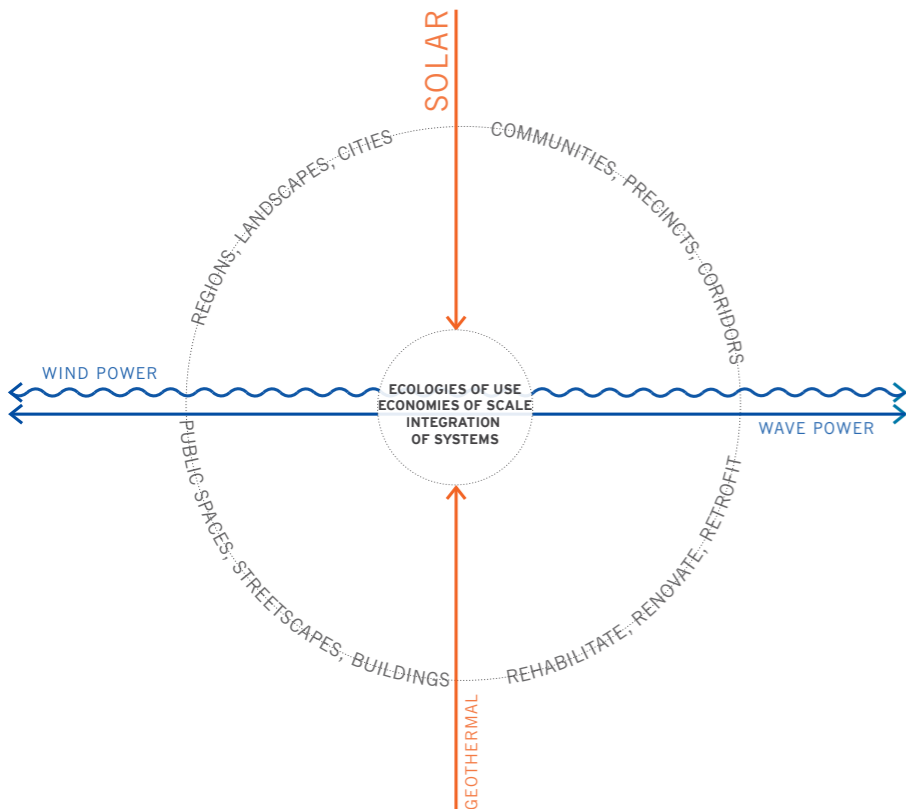 SOLAR
REGIONS, LANDSCAPES, CITIES
COMMUNITIES, PRECINCTS, CORRIDORS
WIND POWER
ECOLOGIES OF USE
ECONOMIES OF SCALE
INTEGRATION
OF SYSTEMS
WAVE POWER
PUBLIC SPACES, STREETSCAPES, BUILDINGS
REHABILITATE, RENOVATE, RETROFIT
GEOTHERMAL